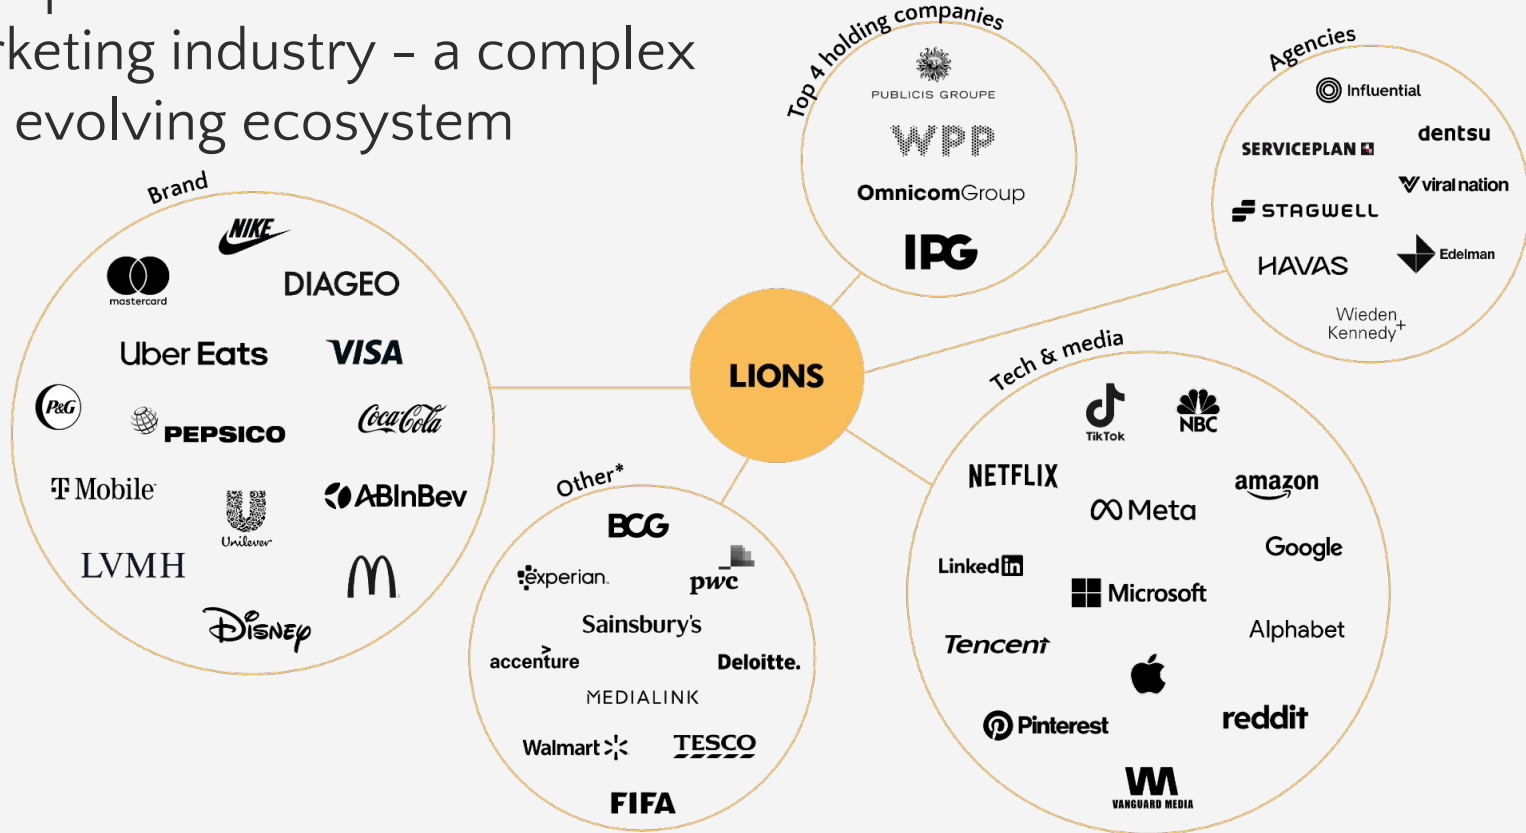 rketing industry – a complex
evolving ecosystem
Brand
NIKE
mastercard
DIAGEO
Uber Eats
VISA
P&G
PEPSICO
Coca-Cola
T Mobile
Unilever
ABInBev
LVMH
Disney
Top 4 holding companies
PUBLICIS GROUPE
WPP
OmnicomGroup
IPG
Agencies
Influential
dentsu
SERVICEPLAN
viral nation
STAGWELL
HAVAS
Edelman
Wieden
Kennedy+
LIONS
Other*
BCG
experian.
pwc
Sainsbury's
accenture
Deloitte.
MEDIALINK
Walmart
TESCO
FIFA
Tech & media
TikTok
NBC
NETFLIX
amazon
Meta
Google
Linked in
Microsoft
Alphabet
Tencent
Pinterest
reddit
VANGUARD MEDIA